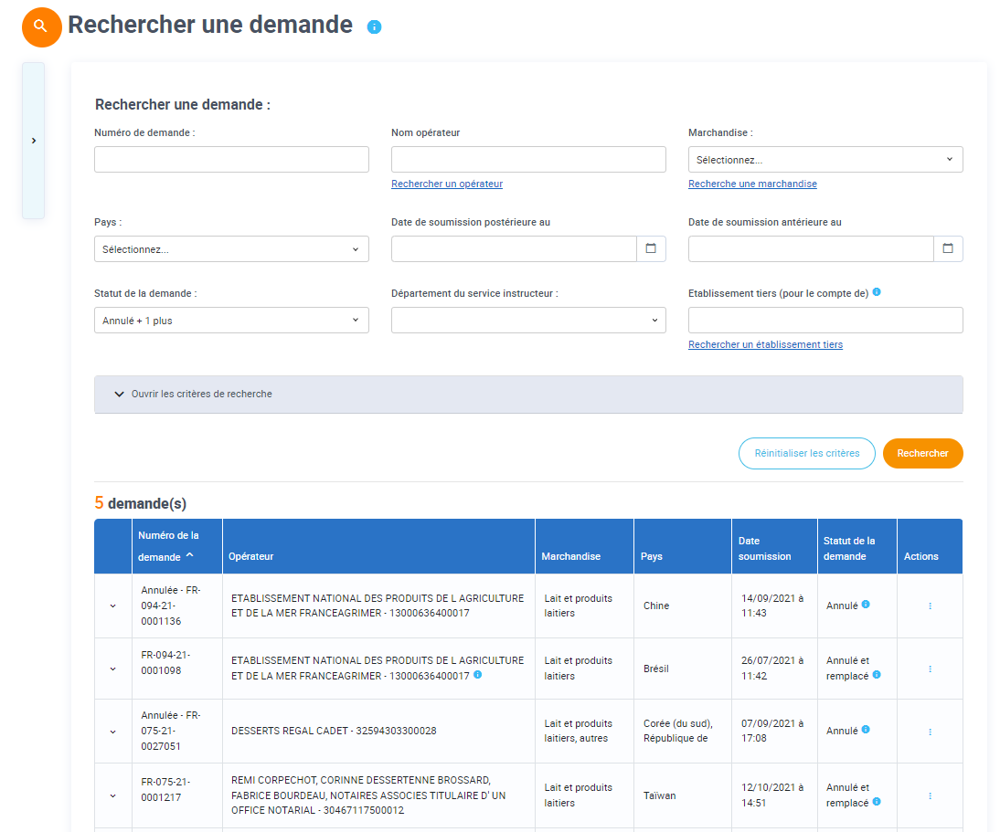 Rechercher une demande
Rechercher une demande :
Numéro de demande :
Nom opérateur
Marchandise :
Sélectionnez...
Rechercher un opérateur
Recherche une marchandise
Pays :
Date de soumission postérieure au
Date de soumission antérieure au
Sélectionnez...
Statut de la demande :
Département du service instructeur :
Etablissement tiers (pour le compte de)
Annulé + 1 plus
Rechercher un établissement tiers
Ouvrir les critères de recherche
Réinitialiser les critères
Rechercher
5 demande(s)
Numéro de la
demande
Opérateur
Marchandise
Pays
Date
soumission
Statut de la
demande
Actions
Annulée - FR-
094-21-
0001136
ETABLISSEMENT NATIONAL DES PRODUITS DE L AGRICULTURE
ET DE LA MER FRANCEAGRIMER - 13000636400017
Lait et produits
laitiers
Chine
14/09/2021 à
11:43
Annulé
FR-094-21-
0001098
ETABLISSEMENT NATIONAL DES PRODUITS DE L AGRICULTURE
ET DE LA MER FRANCEAGRIMER - 13000636400017
Lait et produits
laitiers
Brésil
26/07/2021 à
11:42
Annulé et
remplacé
Annulée - FR-
075-21-
0027051
DESSERTS REGAL CADET - 32594303300028
Lait et produits
laitiers, autres
Corée (du sud),
République de
07/09/2021 à
17:08
Annulé
FR-075-21-
0001217
REMI CORPECHOT, CORINNE DESSERTENNE BROSSARD,
FABRICE BOURDEAU, NOTAIRES ASSOCIES TITULAIRE D' UN
OFFICE NOTARIAL - 30467117500012
Lait et produits
laitiers
Taïwan
12/10/2021 à
14:51
Annulé et
remplacé